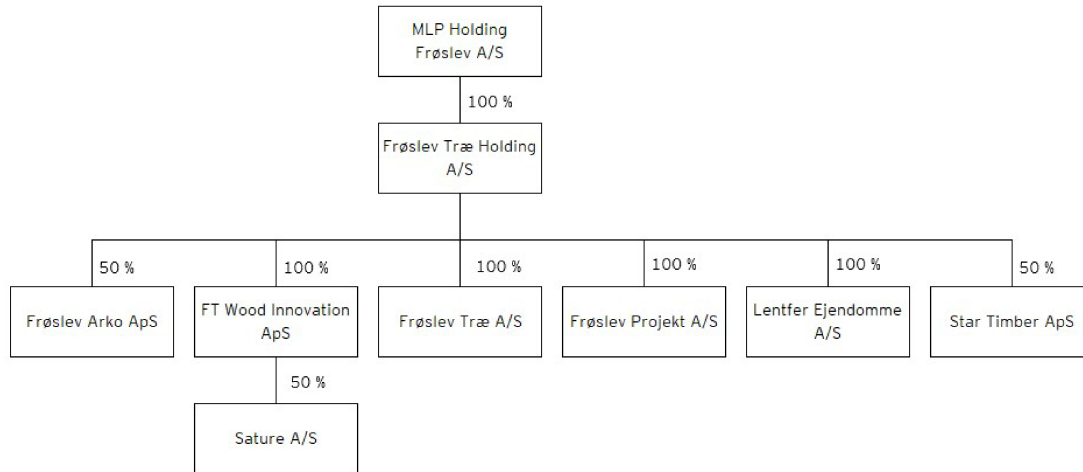 MLP Holding
Frøslev A/S
100 %
Frøslev Træ Holding
A/S
50 %
100 %
100 %
100 %
100 %
50 %
Frøslev Arko ApS
FT Wood Innovation
ApS
Frøslev Træ A/S
Frøslev Projekt A/S
Lentfer Ejendomme
A/S
Star Timber ApS
50 %
Sature A/S